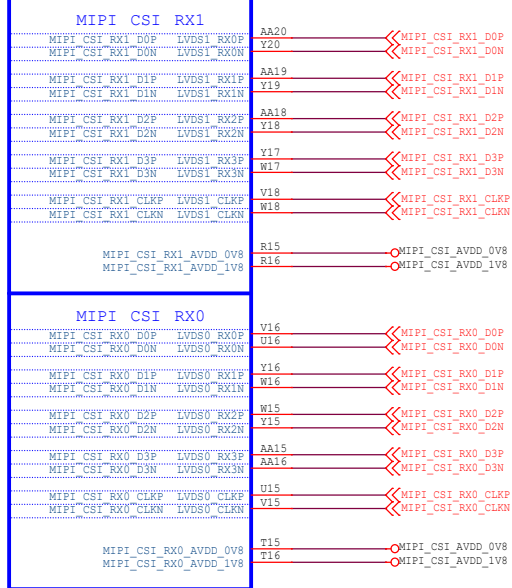 MIPI CSI RX1
MIPI_CSI_RX1_D0P LVDS1_RX0P AA20 MIPI_CSI_RX1_D0P
MIPI_CSI_RX1_D0N LVDS1_RX0N Y20 MIPI_CSI_RX1_D0N
MIPI_CSI_RX1_D1P LVDS1_RX1P AA19 MIPI_CSI_RX1_D1P
MIPI_CSI_RX1_D1N LVDS1_RX1N Y19 MIPI_CSI_RX1_D1N
MIPI_CSI_RX1_D2P LVDS1_RX2P AA18 MIPI_CSI_RX1_D2P
MIPI_CSI_RX1_D2N LVDS1_RX2N Y18 MIPI_CSI_RX1_D2N
MIPI_CSI_RX1_D3P LVDS1_RX3P Y17 MIPI_CSI_RX1_D3P
MIPI_CSI_RX1_D3N LVDS1_RX3N W17 MIPI_CSI_RX1_D3N
MIPI_CSI_RX1_CLKP LVDS1_CLKP V18 MIPI_CSI_RX1_CLKP
MIPI_CSI_RX1_CLKN LVDS1_CLKN W18 MIPI_CSI_RX1_CLKN
MIPI_CSI_RX1_AVDD_0V8 R15 MIPI_CSI_AVDD_0V8
MIPI_CSI_RX1_AVDD_1V8 R16 MIPI_CSI_AVDD_1V8
MIPI CSI RX0
MIPI_CSI_RX0_D0P LVDS0_RX0P V16 MIPI_CSI_RX0_D0P
MIPI_CSI_RX0_D0N LVDS0_RX0N U16 MIPI_CSI_RX0_D0N
MIPI_CSI_RX0_D1P LVDS0_RX1P Y16 MIPI_CSI_RX0_D1P
MIPI_CSI_RX0_D1N LVDS0_RX1N W16 MIPI_CSI_RX0_D1N
MIPI_CSI_RX0_D2P LVDS0_RX2P W15 MIPI_CSI_RX0_D2P
MIPI_CSI_RX0_D2N LVDS0_RX2N Y15 MIPI_CSI_RX0_D2N
MIPI_CSI_RX0_D3P LVDS0_RX3P AA15 MIPI_CSI_RX0_D3P
MIPI_CSI_RX0_D3N LVDS0_RX3N AA16 MIPI_CSI_RX0_D3N
MIPI_CSI_RX0_CLKP LVDS0_CLKP U15 MIPI_CSI_RX0_CLKP
MIPI_CSI_RX0_CLKN LVDS0_CLKN V15 MIPI_CSI_RX0_CLKN
MIPI_CSI_RX0_AVDD_0V8 T15 MIPI_CSI_AVDD_0V8
MIPI_CSI_RX0_AVDD_1V8 T16 MIPI_CSI_AVDD_1V8